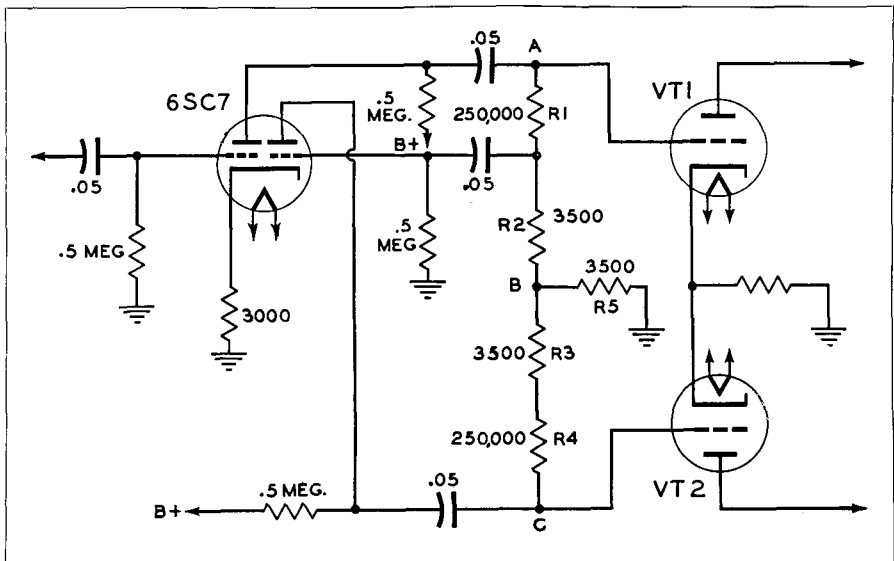 .05
A
6SC7
.5
MEG.
250,000
R1
VT1
B+
.05
.05
.5 MEG.
.5
MEG
R2
3500
3000
B
3500
R5
3500
R3
250,000
R4
.5 MEG.
B+
.05
C
VT2